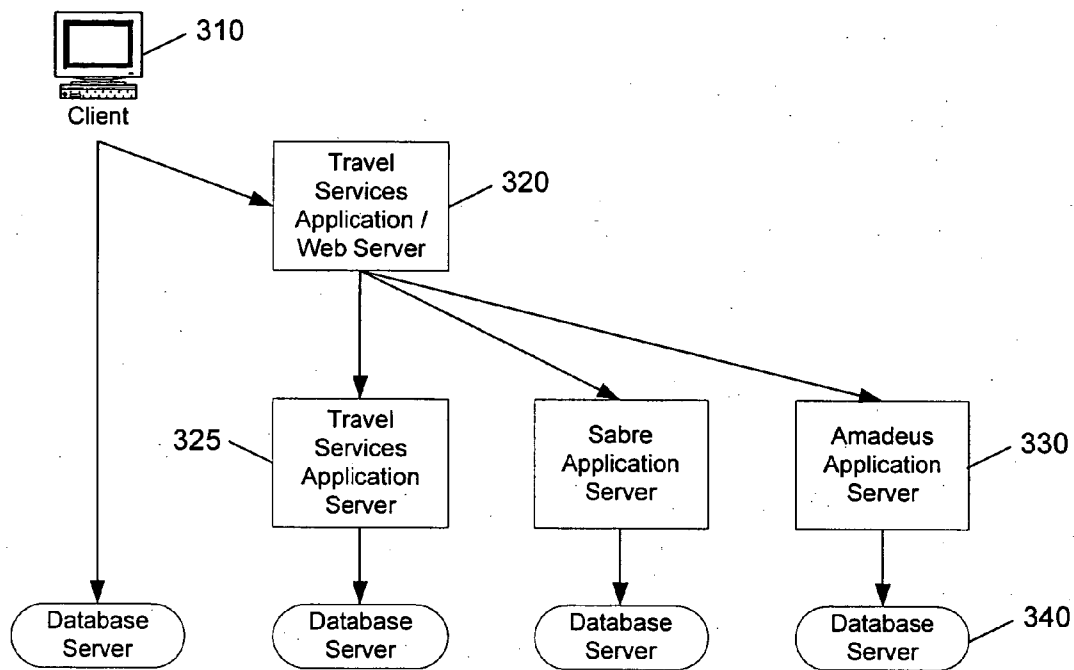 310
Client
Travel
Services
Application /
Web Server
320
325
Travel
Services
Application
Server
Sabre
Application
Server
Amadeus
Application
Server
330
Database
Server
Database
Server
Database
Server
Database
Server
340